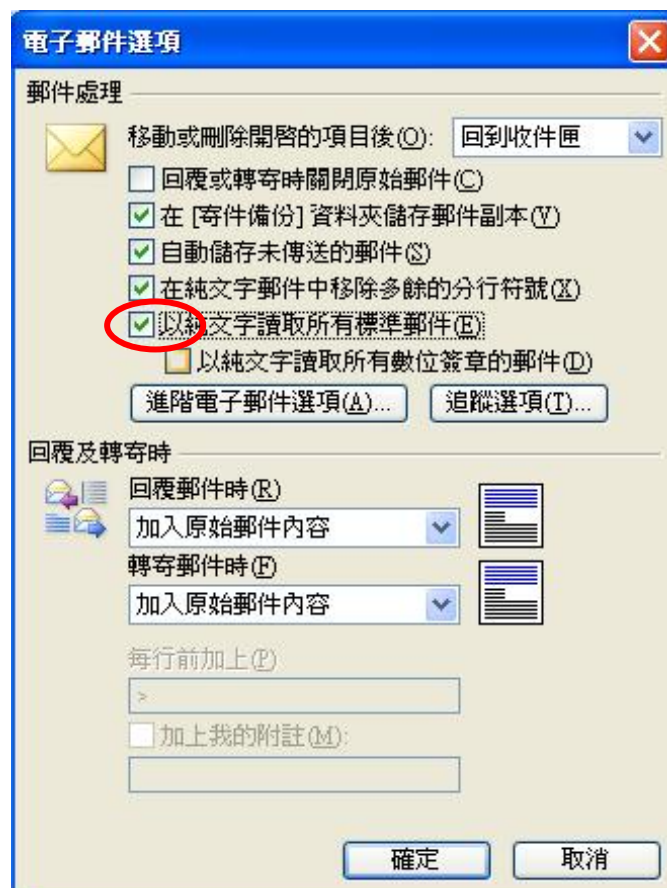 電子郵件選項
郵件處理
移動或刪除開啓的項目後(O): 回到收件匣
回覆或轉寄時關閉原始郵件(C)
在 [寄件備份] 資料夾儲存郵件副本(Y)
自動儲存未傳送的郵件(S)
在純文字郵件中移除多餘的分行符號(X)
以純文字讀取所有標準郵件(E)
以純文字讀取所有數位簽章的郵件(D)
進階電子郵件選項(A)... 追蹤選項(T)...
回覆及轉寄時
回覆郵件時(R)
加入原始郵件內容
轉寄郵件時(F)
加入原始郵件內容
每行前加上(P)
>
加上我的附註(M):
確定 取消